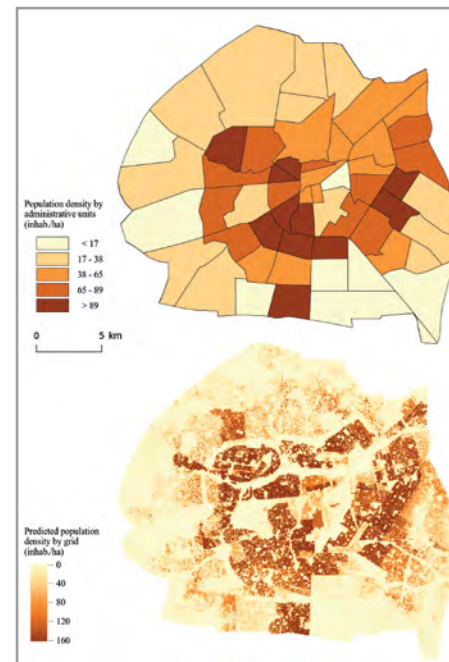 Population density by
administrative units
(inhab./ha)
< 17
17 - 38
38 - 65
65 - 89
> 89
0 5 km
Predicted population
density by grid
(inhab./ha)
0
40
80
120
160